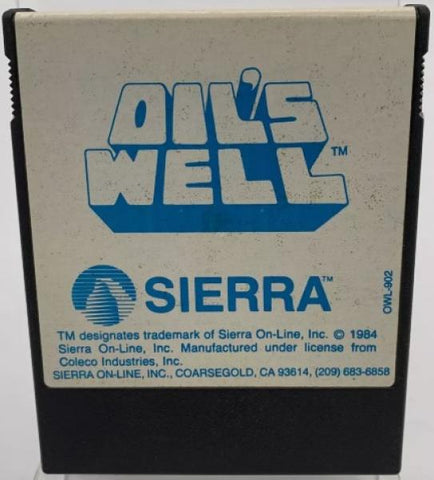 OIL'S
WELL™
SIERRA™
OWL-902
TM designates trademark of Sierra On-Line, Inc. © 1984
Sierra On-Line, Inc. Manufactured under license from
Coleco Industries, Inc.
SIERRA ON-LINE, INC., COARSEGOLD, CA 93614, (209) 683-6858